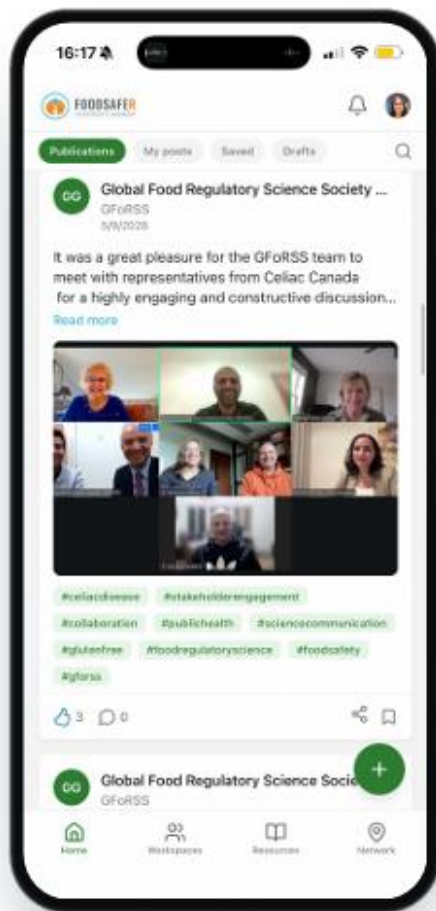 16:17
FOODSAFER
Publications
My posts
Saved
Drafts
GG
Global Food Regulatory Science Society ...
GFoRSS
It was a great pleasure for the GFoRSS team to
meet with representatives from Celiac Canada
for a highly engaging and constructive discussion...
Read more
#celiacdisease #stakeholderengagement
#collaboration #publichealth #sciencecommunication
#glutenfree #foodregulatoryscience #foodsafety
#gforss
3 0
GG
Global Food Regulatory Science Socie
GFoRSS
+
Home
Workspaces
Resources
Network